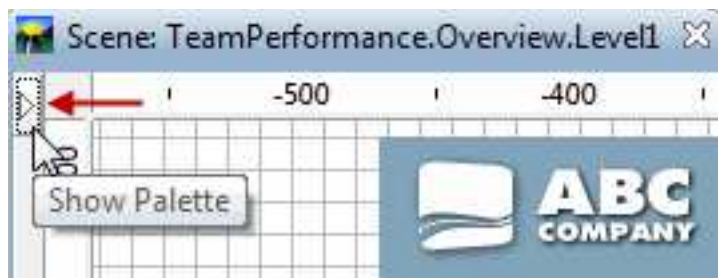 Scene: TeamPerformance.Overview.Level1
-500
-400
Show Palette
ABC
COMPANY